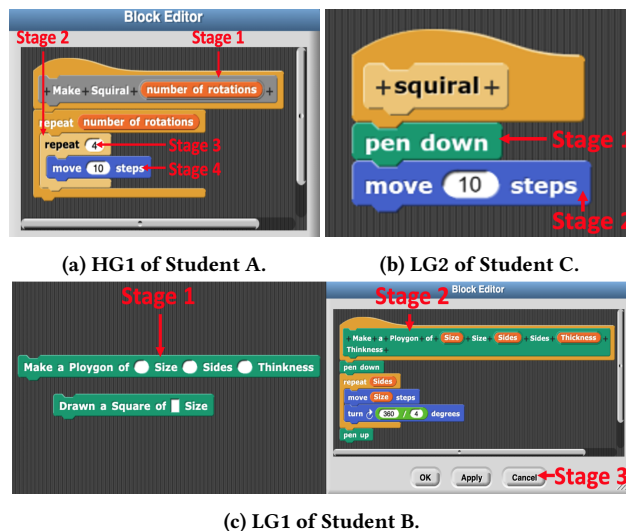 Block Editor
Stage 2
Stage 1
+ Make + Squiral number of rotations +
repeat number of rotations
repeat 4
Stage 3
move 10 steps
Stage 4
(a) HG1 of Student A.
+ squiral +
pen down
Stage 1
move 10 steps
Stage 2
(b) LG2 of Student C.
Stage 1
Make a Ploygon of Size Sides Thinkness
Drawn a Square of Size
Block Editor
Stage 2
+ Make + a + Ploygon + of + Size + Size + Sides + Sides + Thickness +
Thinkness +
pen down
repeat Sides
move Size steps
turn ↻ 360 / 4 degrees
pen up
OK Apply Cancel
Stage 3
(c) LG1 of Student B.